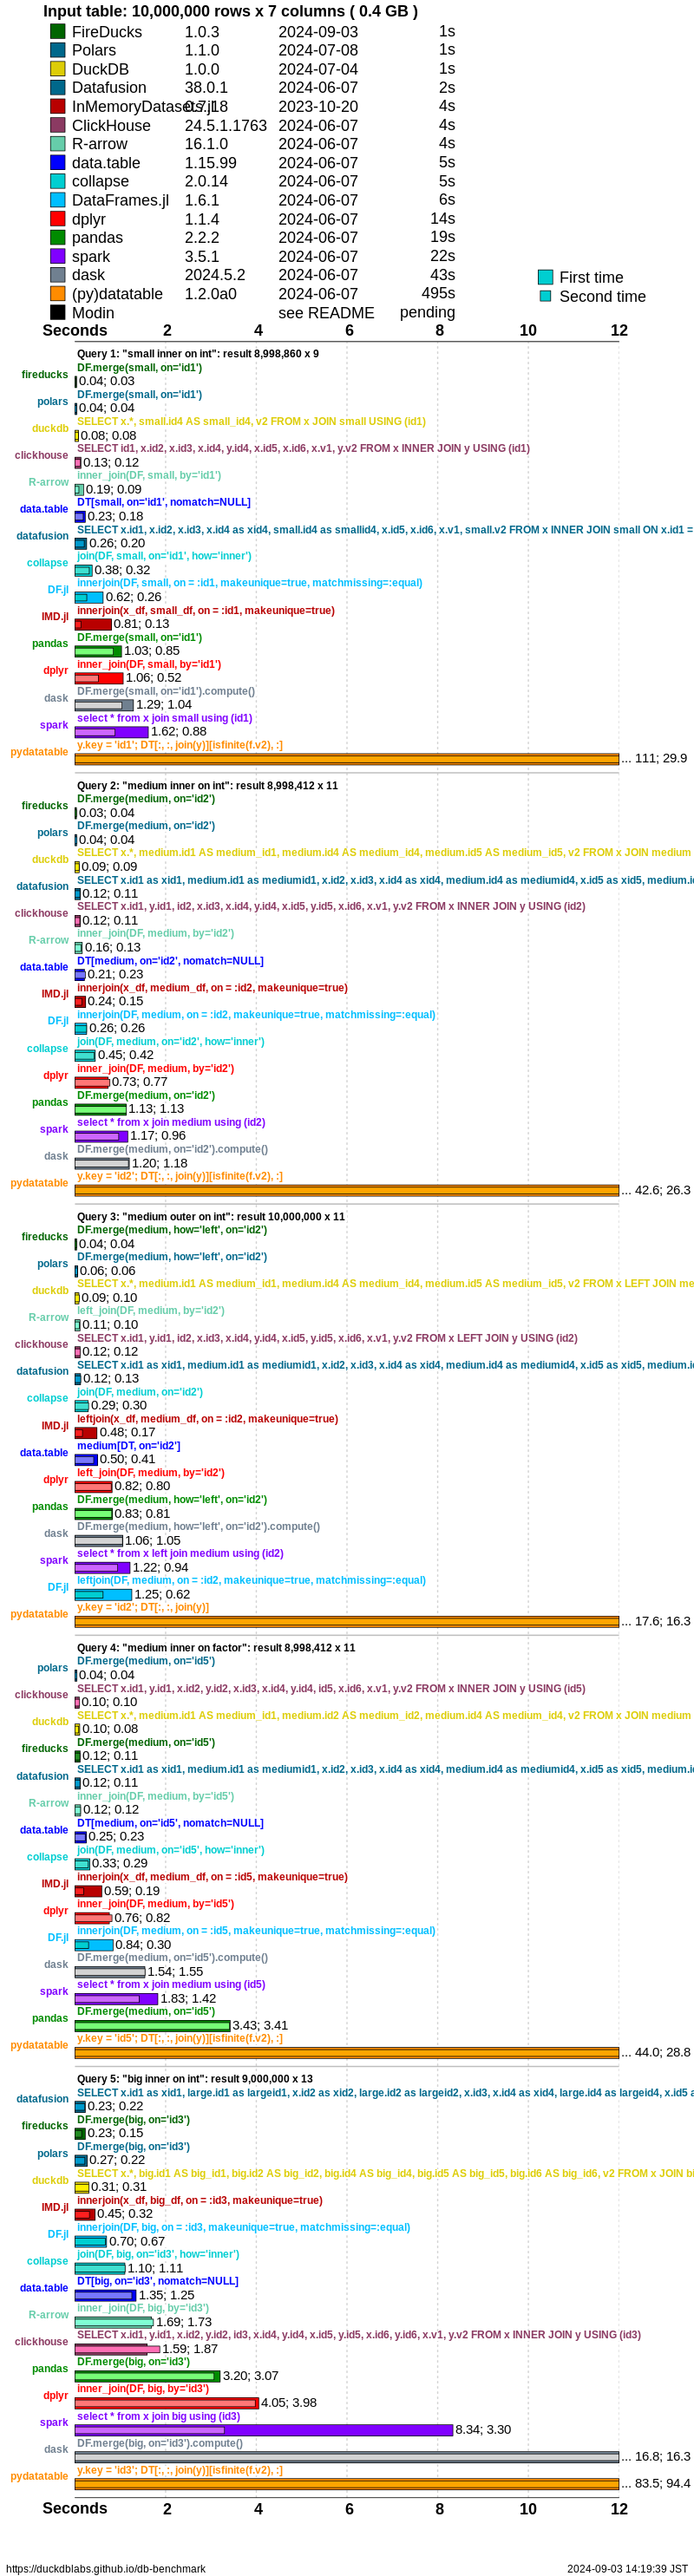 Input table: 10,000,000 rows x 7 columns ( 0.4 GB )
FireDucks 1.0.3 2024-09-03 1s
Polars 1.1.0 2024-07-08 1s
DuckDB 1.0.0 2024-07-04 1s
Datafusion 38.0.1 2024-06-07 2s
InMemoryDatasets.jl 0.7.18 2023-10-20 4s
ClickHouse 24.5.1.1763 2024-06-07 4s
R-arrow 16.1.0 2024-06-07 4s
data.table 1.15.99 2024-06-07 5s
collapse 2.0.14 2024-06-07 5s
DataFrames.jl 1.6.1 2024-06-07 6s
dplyr 1.1.4 2024-06-07 14s
pandas 2.2.2 2024-06-07 19s
spark 3.5.1 2024-06-07 22s
dask 2024.5.2 2024-06-07 43s
(py)datatable 1.2.0a0 2024-06-07 495s
Modin see README pending
First time
Second time
Seconds 2 4 6 8 10 12
Query 1: "small inner on int": result 8,998,860 x 9
DF.merge(small, on='id1')
fireducks 0.04; 0.03
DF.merge(small, on='id1')
polars 0.04; 0.04
SELECT x.*, small.id4 AS small_id4, v2 FROM x JOIN small USING (id1)
duckdb 0.08; 0.08
SELECT id1, x.id2, x.id3, x.id4, y.id4, x.id5, x.id6, x.v1, y.v2 FROM x INNER JOIN y USING (id1)
clickhouse 0.13; 0.12
inner_join(DF, small, by='id1')
R-arrow 0.19; 0.09
DT[small, on='id1', nomatch=NULL]
data.table 0.23; 0.18
SELECT x.id1, x.id2, x.id3, x.id4 as xid4, small.id4 as smallid4, x.id5, x.id6, x.v1, small.v2 FROM x INNER JOIN small ON x.id1 =
datafusion 0.26; 0.20
join(DF, small, on='id1', how='inner')
collapse 0.38; 0.32
innerjoin(DF, small, on = :id1, makeunique=true, matchmissing=:equal)
DF.jl 0.62; 0.26
innerjoin(x_df, small_df, on = :id1, makeunique=true)
IMD.jl 0.81; 0.13
DF.merge(small, on='id1')
pandas 1.03; 0.85
inner_join(DF, small, by='id1')
dplyr 1.06; 0.52
DF.merge(small, on='id1').compute()
dask 1.29; 1.04
select * from x join small using (id1)
spark 1.62; 0.88
y.key = 'id1'; DT[:, :, join(y)][isfinite(f.v2), :]
pydatatable ... 111; 29.9
Query 2: "medium inner on int": result 8,998,412 x 11
DF.merge(medium, on='id2')
fireducks 0.03; 0.04
DF.merge(medium, on='id2')
polars 0.04; 0.04
SELECT x.*, medium.id1 AS medium_id1, medium.id4 AS medium_id4, medium.id5 AS medium_id5, v2 FROM x JOIN medium
duckdb 0.09; 0.09
SELECT x.id1 as xid1, medium.id1 as mediumid1, x.id2, x.id3, x.id4 as xid4, medium.id4 as mediumid4, x.id5 as xid5, medium.id
datafusion 0.12; 0.11
SELECT x.id1, y.id1, id2, x.id3, x.id4, y.id4, x.id5, y.id5, x.id6, x.v1, y.v2 FROM x INNER JOIN y USING (id2)
clickhouse 0.12; 0.11
inner_join(DF, medium, by='id2')
R-arrow 0.16; 0.13
DT[medium, on='id2', nomatch=NULL]
data.table 0.21; 0.23
innerjoin(x_df, medium_df, on = :id2, makeunique=true)
IMD.jl 0.24; 0.15
innerjoin(DF, medium, on = :id2, makeunique=true, matchmissing=:equal)
DF.jl 0.26; 0.26
join(DF, medium, on='id2', how='inner')
collapse 0.45; 0.42
inner_join(DF, medium, by='id2')
dplyr 0.73; 0.77
DF.merge(medium, on='id2')
pandas 1.13; 1.13
select * from x join medium using (id2)
spark 1.17; 0.96
DF.merge(medium, on='id2').compute()
dask 1.20; 1.18
y.key = 'id2'; DT[:, :, join(y)][isfinite(f.v2), :]
pydatatable ... 42.6; 26.3
Query 3: "medium outer on int": result 10,000,000 x 11
DF.merge(medium, how='left', on='id2')
fireducks 0.04; 0.04
DF.merge(medium, how='left', on='id2')
polars 0.06; 0.06
SELECT x.*, medium.id1 AS medium_id1, medium.id4 AS medium_id4, medium.id5 AS medium_id5, v2 FROM x LEFT JOIN me
duckdb 0.09; 0.10
left_join(DF, medium, by='id2')
R-arrow 0.11; 0.10
SELECT x.id1, y.id1, id2, x.id3, x.id4, y.id4, x.id5, y.id5, x.id6, x.v1, y.v2 FROM x LEFT JOIN y USING (id2)
clickhouse 0.12; 0.12
SELECT x.id1 as xid1, medium.id1 as mediumid1, x.id2, x.id3, x.id4 as xid4, medium.id4 as mediumid4, x.id5 as xid5, medium.id
datafusion 0.12; 0.13
join(DF, medium, on='id2')
collapse 0.29; 0.30
leftjoin(x_df, medium_df, on = :id2, makeunique=true)
IMD.jl 0.48; 0.17
medium[DT, on='id2']
data.table 0.50; 0.41
left_join(DF, medium, by='id2')
dplyr 0.82; 0.80
DF.merge(medium, how='left', on='id2')
pandas 0.83; 0.81
DF.merge(medium, how='left', on='id2').compute()
dask 1.06; 1.05
select * from x left join medium using (id2)
spark 1.22; 0.94
leftjoin(DF, medium, on = :id2, makeunique=true, matchmissing=:equal)
DF.jl 1.25; 0.62
y.key = 'id2'; DT[:, :, join(y)]
pydatatable ... 17.6; 16.3
Query 4: "medium inner on factor": result 8,998,412 x 11
DF.merge(medium, on='id5')
polars 0.04; 0.04
SELECT x.id1, y.id1, x.id2, y.id2, x.id3, x.id4, y.id4, id5, x.id6, x.v1, y.v2 FROM x INNER JOIN y USING (id5)
clickhouse 0.10; 0.10
SELECT x.*, medium.id1 AS medium_id1, medium.id2 AS medium_id2, medium.id4 AS medium_id4, v2 FROM x JOIN medium
duckdb 0.10; 0.08
DF.merge(medium, on='id5')
fireducks 0.12; 0.11
SELECT x.id1 as xid1, medium.id1 as mediumid1, x.id2, x.id3, x.id4 as xid4, medium.id4 as mediumid4, x.id5 as xid5, medium.id
datafusion 0.12; 0.11
inner_join(DF, medium, by='id5')
R-arrow 0.12; 0.12
DT[medium, on='id5', nomatch=NULL]
data.table 0.25; 0.23
join(DF, medium, on='id5', how='inner')
collapse 0.33; 0.29
innerjoin(x_df, medium_df, on = :id5, makeunique=true)
IMD.jl 0.59; 0.19
inner_join(DF, medium, by='id5')
dplyr 0.76; 0.82
innerjoin(DF, medium, on = :id5, makeunique=true, matchmissing=:equal)
DF.jl 0.84; 0.30
DF.merge(medium, on='id5').compute()
dask 1.54; 1.55
select * from x join medium using (id5)
spark 1.83; 1.42
DF.merge(medium, on='id5')
pandas 3.43; 3.41
y.key = 'id5'; DT[:, :, join(y)][isfinite(f.v2), :]
pydatatable ... 44.0; 28.8
Query 5: "big inner on int": result 9,000,000 x 13
SELECT x.id1 as xid1, large.id1 as largeid1, x.id2 as xid2, large.id2 as largeid2, x.id3, x.id4 as xid4, large.id4 as largeid4, x.id5 a
datafusion 0.23; 0.22
DF.merge(big, on='id3')
fireducks 0.23; 0.15
DF.merge(big, on='id3')
polars 0.27; 0.22
SELECT x.*, big.id1 AS big_id1, big.id2 AS big_id2, big.id4 AS big_id4, big.id5 AS big_id5, big.id6 AS big_id6, v2 FROM x JOIN bi
duckdb 0.31; 0.31
innerjoin(x_df, big_df, on = :id3, makeunique=true)
IMD.jl 0.45; 0.32
innerjoin(DF, big, on = :id3, makeunique=true, matchmissing=:equal)
DF.jl 0.70; 0.67
join(DF, big, on='id3', how='inner')
collapse 1.10; 1.11
DT[big, on='id3', nomatch=NULL]
data.table 1.35; 1.25
inner_join(DF, big, by='id3')
R-arrow 1.69; 1.73
SELECT x.id1, y.id1, x.id2, y.id2, id3, x.id4, y.id4, x.id5, y.id5, x.id6, y.id6, x.v1, y.v2 FROM x INNER JOIN y USING (id3)
clickhouse 1.59; 1.87
DF.merge(big, on='id3')
pandas 3.20; 3.07
inner_join(DF, big, by='id3')
dplyr 4.05; 3.98
select * from x join big using (id3)
spark 8.34; 3.30
DF.merge(big, on='id3').compute()
dask ... 16.8; 16.3
y.key = 'id3'; DT[:, :, join(y)][isfinite(f.v2), :]
pydatatable ... 83.5; 94.4
Seconds 2 4 6 8 10 12
https://duckdblabs.github.io/db-benchmark 2024-09-03 14:19:39 JST